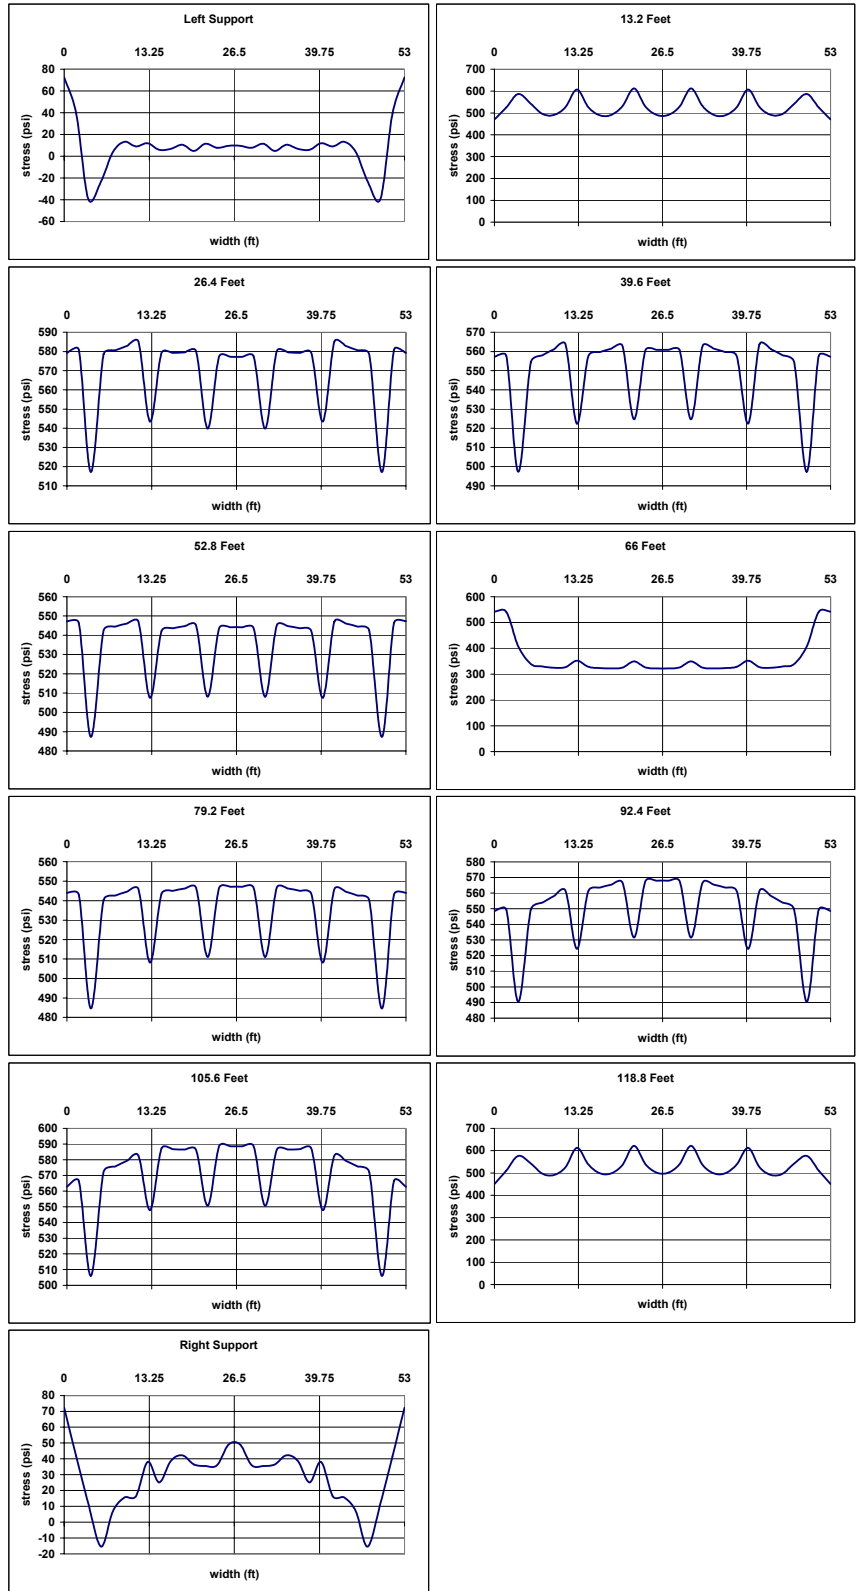 Left Support
0 13.25 26.5 39.75 53
80
60
40
20
0
-20
-40
-60
stress (psi)
width (ft)
13.2 Feet
0 13.25 26.5 39.75 53
700
600
500
400
300
200
100
0
stress (psi)
width (ft)
26.4 Feet
0 13.25 26.5 39.75 53
590
580
570
560
550
540
530
520
510
stress (psi)
width (ft)
39.6 Feet
0 13.25 26.5 39.75 53
570
560
550
540
530
520
510
500
490
stress (psi)
width (ft)
52.8 Feet
0 13.25 26.5 39.75 53
560
550
540
530
520
510
500
490
480
stress (psi)
width (ft)
66 Feet
0 13.25 26.5 39.75 53
600
500
400
300
200
100
0
stress (psi)
width (ft)
79.2 Feet
0 13.25 26.5 39.75 53
560
550
540
530
520
510
500
490
480
stress (psi)
width (ft)
92.4 Feet
0 13.25 26.5 39.75 53
580
570
560
550
540
530
520
510
500
490
480
stress (psi)
width (ft)
105.6 Feet
0 13.25 26.5 39.75 53
600
590
580
570
560
550
540
530
520
510
500
stress (psi)
width (ft)
118.8 Feet
0 13.25 26.5 39.75 53
700
600
500
400
300
200
100
0
stress (psi)
width (ft)
Right Support
0 13.25 26.5 39.75 53
80
70
60
50
40
30
20
10
0
-10
-20
stress (psi)
width (ft)